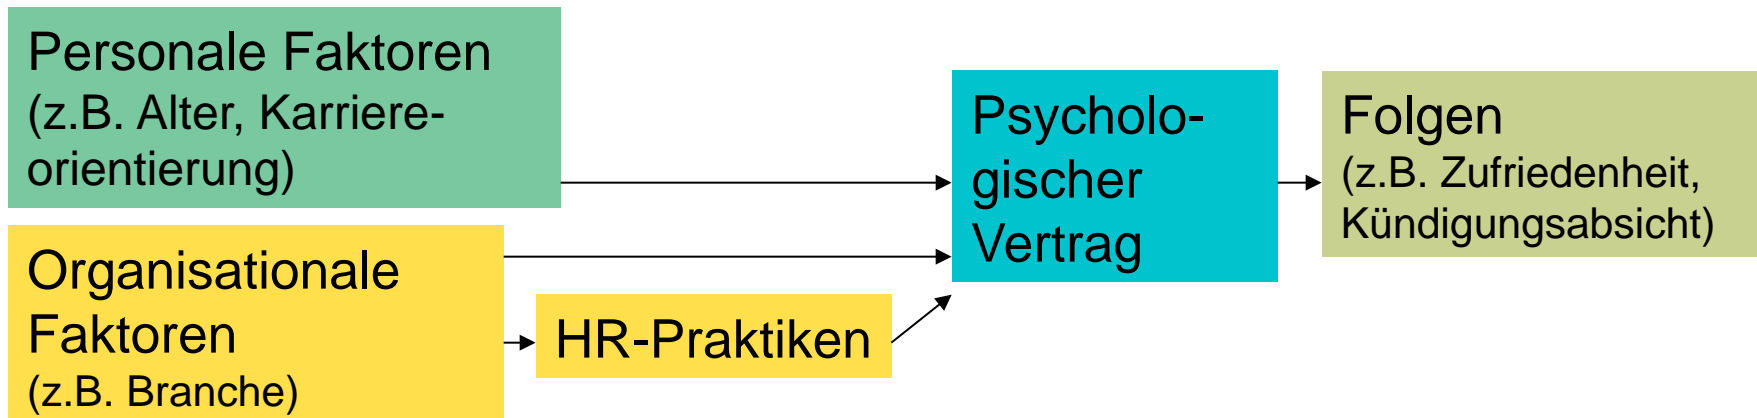 Personale Faktoren
(z.B. Alter, Karriere-
orientierung)
Organisationale
Faktoren
(z.B. Branche)
HR-Praktiken
Psycholo-
gischer
Vertrag
Folgen
(z.B. Zufriedenheit,
Kündigungsabsicht)